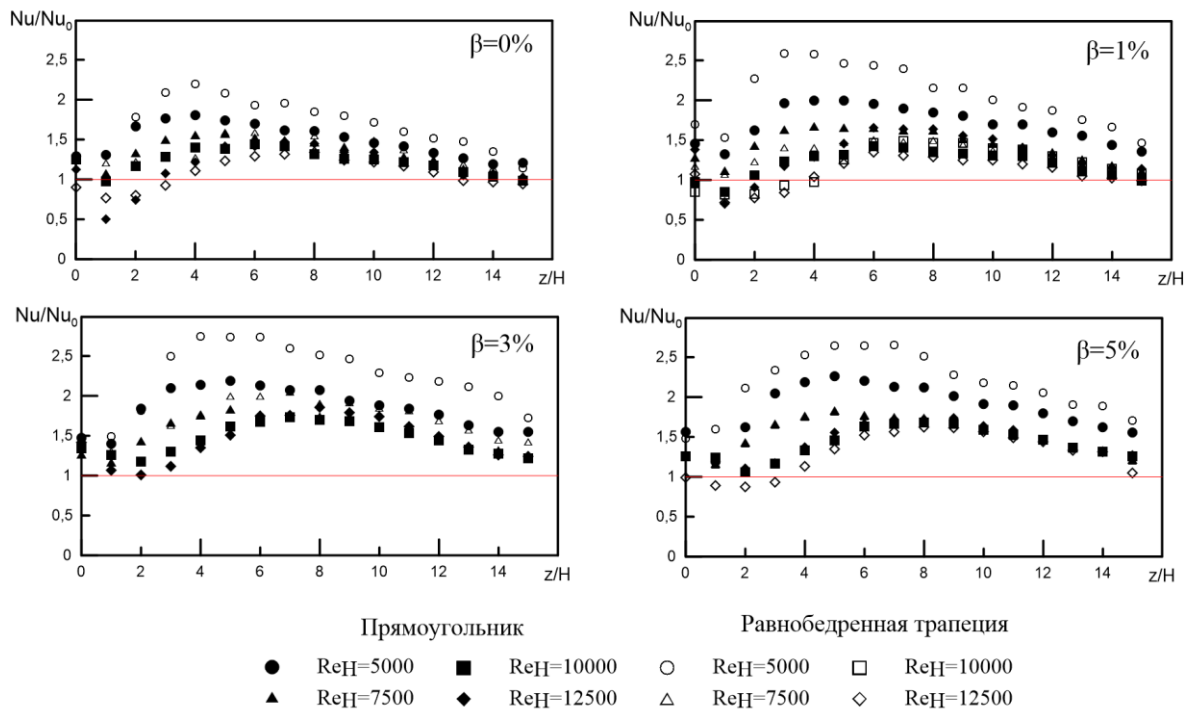 Nu/Nu0
β=0%
2,5
2
1,5
1
0,5
0
0 2 4 6 8 10 12 14
z/H
Nu/Nu0
β=1%
2,5
2
1,5
1
0,5
0
0 2 4 6 8 10 12 14
z/H
Nu/Nu0
β=3%
2,5
2
1,5
1
0,5
0
0 2 4 6 8 10 12 14
z/H
Nu/Nu0
β=5%
2,5
2
1,5
1
0,5
0
0 2 4 6 8 10 12 14
z/H
Прямоугольник
Равнобедренная трапеция
ReH=5000 ReH=10000 ReH=5000 ReH=10000
ReH=7500 ReH=12500 ReH=7500 ReH=12500